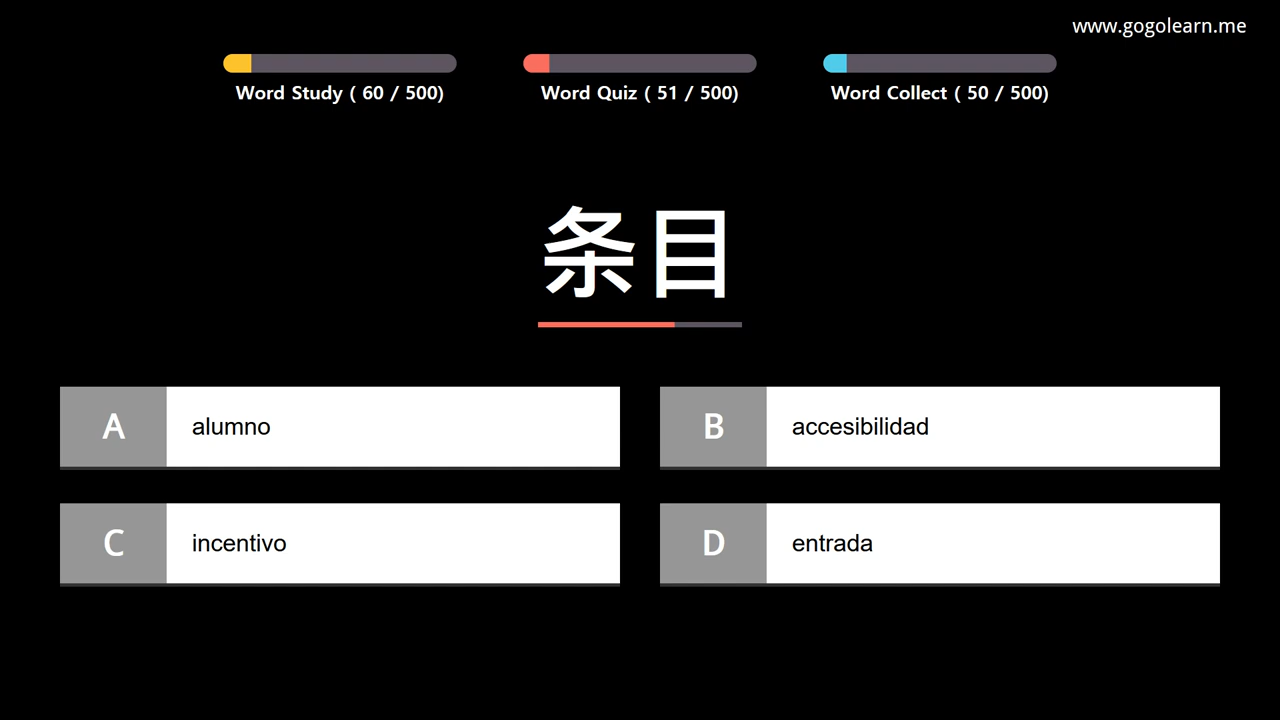 www.gogolearn.me
Word Study ( 60 / 500)
Word Quiz ( 51 / 500)
Word Collect ( 50 / 500)
条目
A alumno
B accesibilidad
C incentivo
D entrada